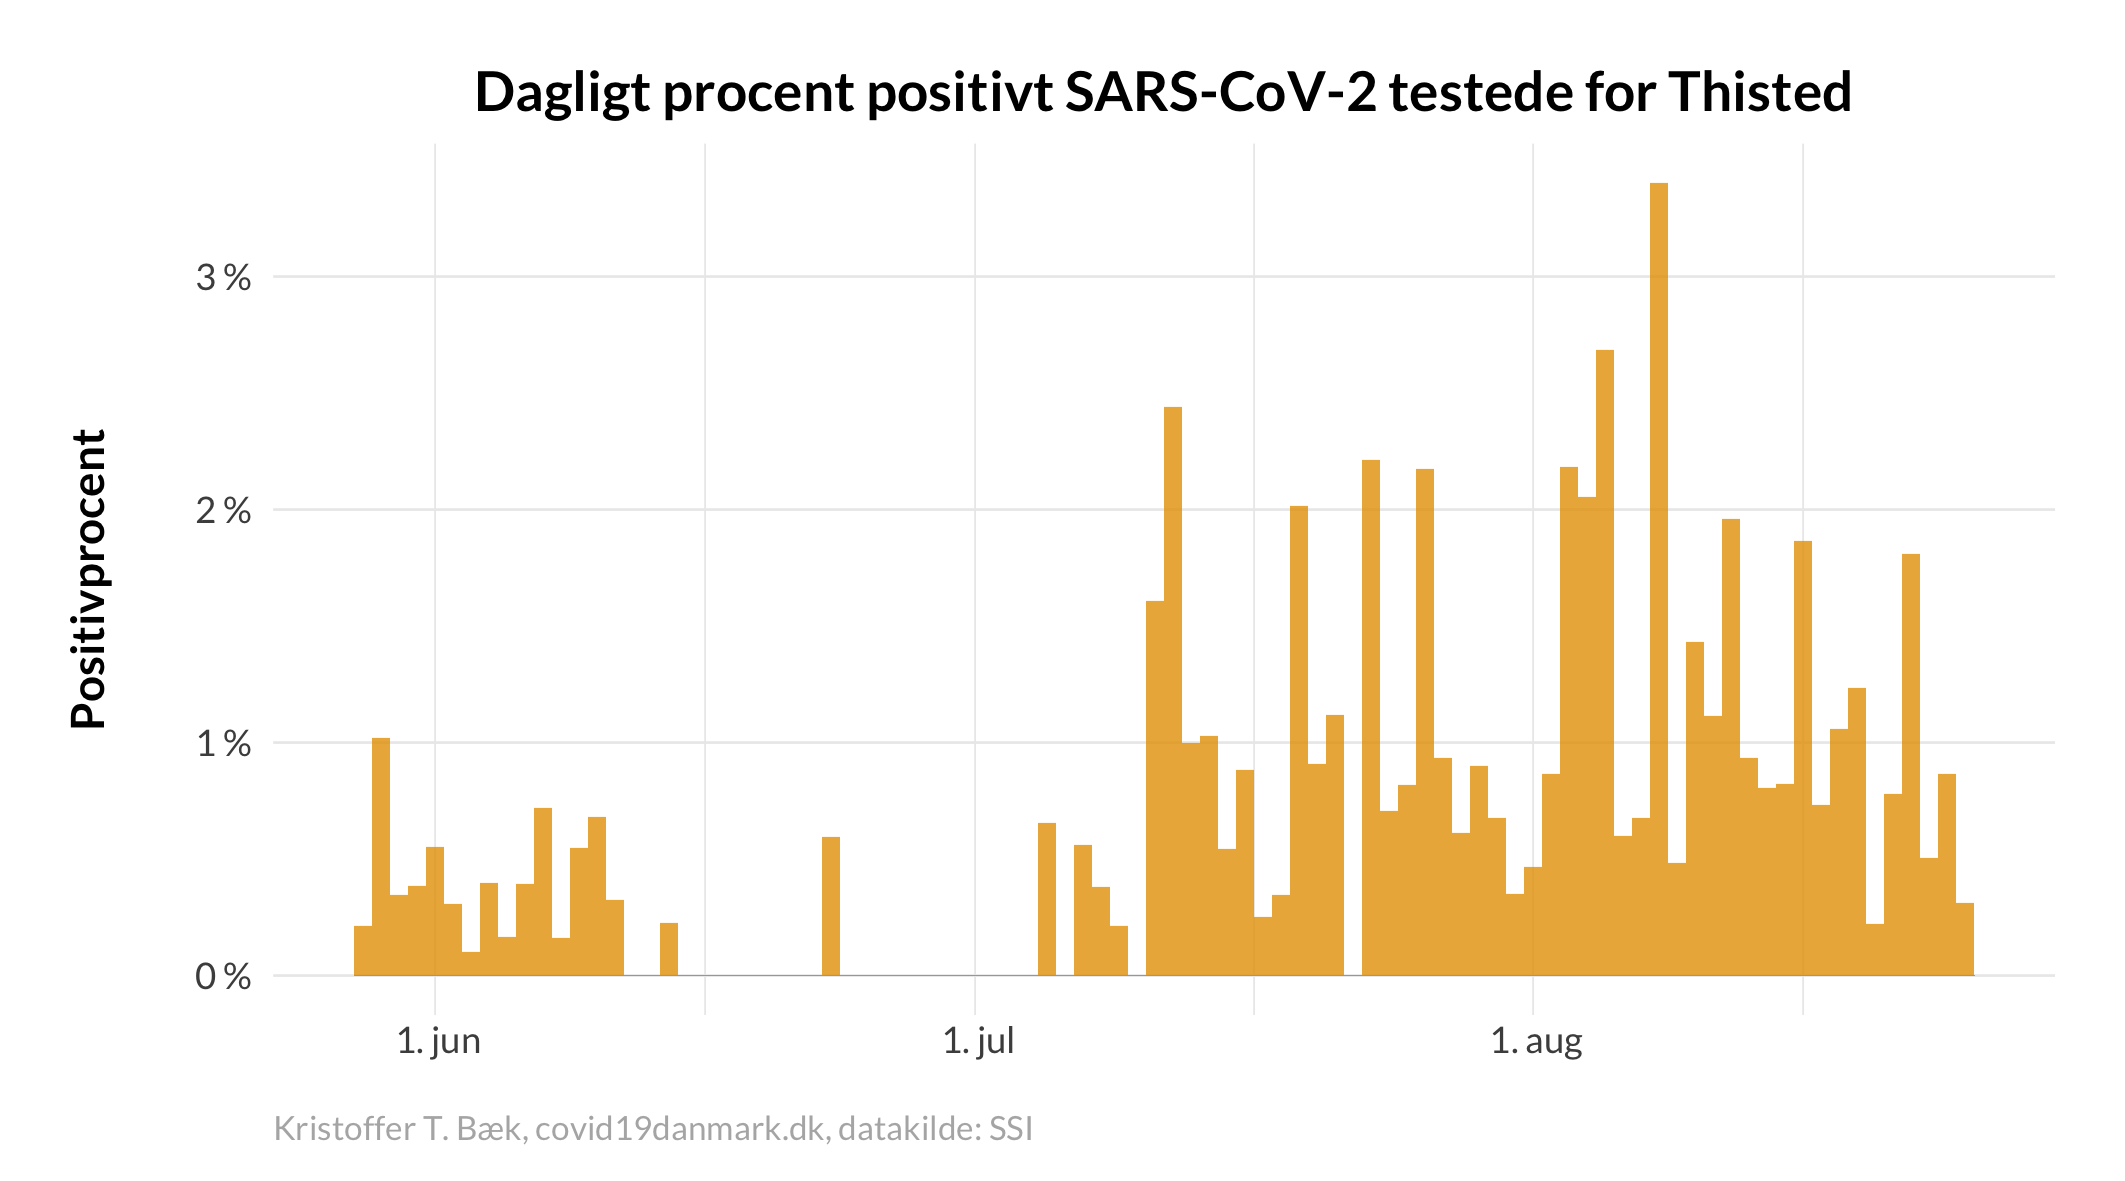 Dagligt procent positivt SARS-CoV-2 testede for Thisted
Positivprocent
3 %
2 %
1 %
0 %
1. jun
1. jul
1. aug
Kristoffer T. Bæk, covid19danmark.dk, datakilde: SSI